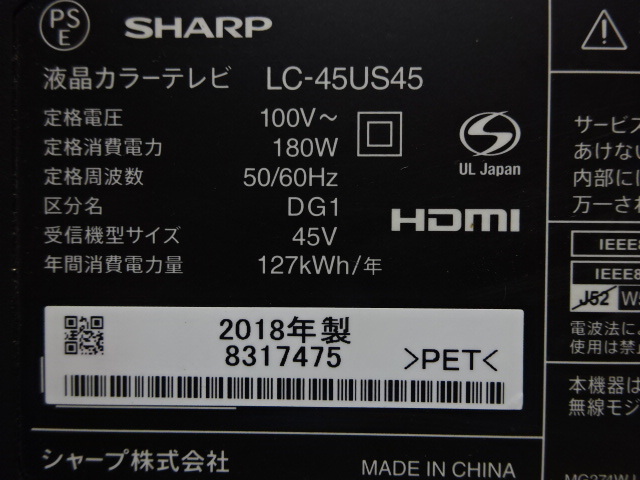 PS
E
SHARP
液晶カラーテレビ LC-45US45
定格電圧 100V～
定格消費電力 180W
定格周波数 50/60Hz
区分名 DG1
受信機型サイズ 45V
年間消費電力量 127kWh/年
UL Japan
HDMI
2018年製
8317475 >PET<
シャープ株式会社 MADE IN CHINA
サービス
あけない
内部に
万一さ
IEEE8
IEEE8
J52 W5
電波法に
使用は禁
本機器は
無線モジ